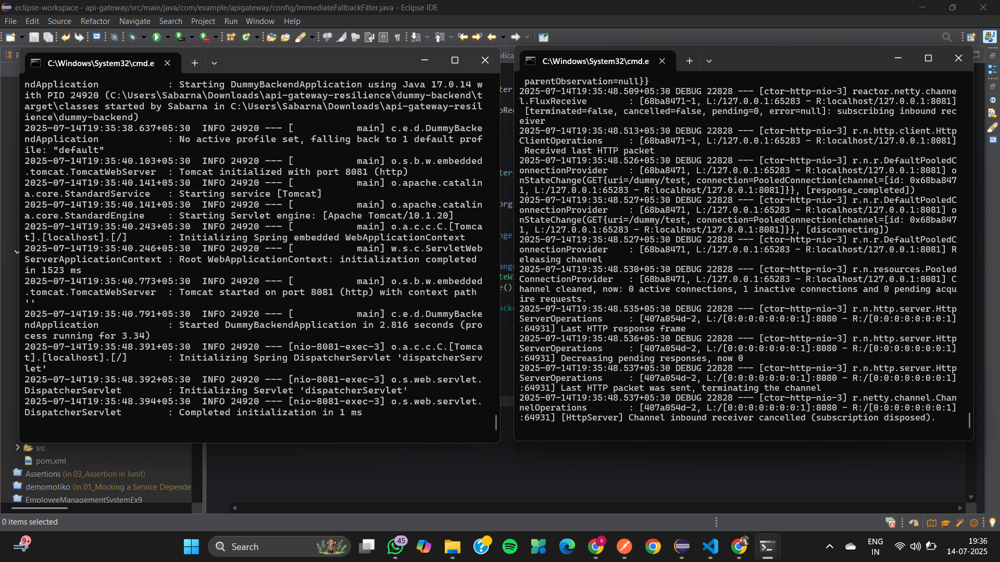 eclipse-workspace - api-gateway/src/main/java/com/example/apigateway/config/ImmediateFallbackFilter.java - Eclipse IDE
File Edit Source Refactor Navigate Search Project Run Window Help
C:\Windows\System32\cmd.e
ndApplication            : Starting DummyBackendApplication using Java 17.0.14 w
ith PID 24920 (C:\Users\Sabarna\Downloads\api-gateway-resilience\dummy-backend\t
arget\classes started by Sabarna in C:\Users\Sabarna\Downloads\api-gateway-resil
ience\dummy-backend)
2025-07-14T19:35:38.637+05:30  INFO 24920 --- [           main] c.e.d.DummyBacke
ndApplication            : No active profile set, falling back to 1 default prof
ile: "default"
2025-07-14T19:35:40.103+05:30  INFO 24920 --- [           main] o.s.b.w.embedded
.tomcat.TomcatWebServer  : Tomcat initialized with port 8081 (http)
2025-07-14T19:35:40.141+05:30  INFO 24920 --- [           main] o.apache.catalin
a.core.StandardService   : Starting service [Tomcat]
2025-07-14T19:35:40.141+05:30  INFO 24920 --- [           main] o.apache.catalin
a.core.StandardEngine    : Starting Servlet engine: [Apache Tomcat/10.1.20]
2025-07-14T19:35:40.243+05:30  INFO 24920 --- [           main] o.a.c.c.C.[Tomca
t].[localhost].[/]       : Initializing Spring embedded WebApplicationContext
2025-07-14T19:35:40.246+05:30  INFO 24920 --- [           main] w.s.c.ServletWeb
ServerApplicationContext : Root WebApplicationContext: initialization completed
in 1523 ms
2025-07-14T19:35:40.773+05:30  INFO 24920 --- [           main] o.s.b.w.embedded
.tomcat.TomcatWebServer  : Tomcat started on port 8081 (http) with context path
''
2025-07-14T19:35:40.791+05:30  INFO 24920 --- [           main] c.e.d.DummyBacke
ndApplication            : Started DummyBackendApplication in 2.816 seconds (pro
cess running for 3.34)
2025-07-14T19:35:48.391+05:30  INFO 24920 --- [nio-8081-exec-3] o.a.c.c.C.[Tomca
t].[localhost].[/]       : Initializing Spring DispatcherServlet 'dispatcherServ
let'
2025-07-14T19:35:48.392+05:30  INFO 24920 --- [nio-8081-exec-3] o.s.web.servlet.
DispatcherServlet        : Initializing Servlet 'dispatcherServlet'
2025-07-14T19:35:48.394+05:30  INFO 24920 --- [nio-8081-exec-3] o.s.web.servlet.
DispatcherServlet        : Completed initialization in 1 ms
C:\Windows\System32\cmd.e
parentObservation=null}}
2025-07-14T19:35:48.509+05:30 DEBUG 22828 --- [ctor-http-nio-3] reactor.netty.channe
l.FluxReceive        : [68ba8471-1, L:/127.0.0.1:65283 - R:localhost/127.0.0.1:8081]
[terminated=false, cancelled=false, pending=0, error=null]: subscribing inbound rec
eiver
2025-07-14T19:35:48.513+05:30 DEBUG 22828 --- [ctor-http-nio-3] r.n.http.client.Http
ClientOperations     : [68ba8471-1, L:/127.0.0.1:65283 - R:localhost/127.0.0.1:8081]
Received last HTTP packet
2025-07-14T19:35:48.526+05:30 DEBUG 22828 --- [ctor-http-nio-3] r.n.r.DefaultPooledC
onnectionProvider    : [68ba8471, L:/127.0.0.1:65283 - R:localhost/127.0.0.1:8081] o
nStateChange(GET{uri=/dummy/test, connection=PooledConnection{channel=[id: 0x68ba847
1, L:/127.0.0.1:65283 - R:localhost/127.0.0.1:8081]}}, [response_completed])
2025-07-14T19:35:48.527+05:30 DEBUG 22828 --- [ctor-http-nio-3] r.n.r.DefaultPooledC
onnectionProvider    : [68ba8471, L:/127.0.0.1:65283 - R:localhost/127.0.0.1:8081] o
nStateChange(GET{uri=/dummy/test, connection=PooledConnection{channel=[id: 0x68ba847
1, L:/127.0.0.1:65283 - R:localhost/127.0.0.1:8081]}}, [disconnecting])
2025-07-14T19:35:48.527+05:30 DEBUG 22828 --- [ctor-http-nio-3] r.n.r.DefaultPooledC
onnectionProvider    : [68ba8471, L:/127.0.0.1:65283 - R:localhost/127.0.0.1:8081] R
eleasing channel
2025-07-14T19:35:48.530+05:30 DEBUG 22828 --- [ctor-http-nio-3] r.n.resources.Pooled
ConnectionProvider   : [68ba8471, L:/127.0.0.1:65283 - R:localhost/127.0.0.1:8081] C
hannel cleaned, now: 0 active connections, 1 inactive connections and 0 pending acqu
ire requests.
2025-07-14T19:35:48.535+05:30 DEBUG 22828 --- [ctor-http-nio-3] r.n.http.server.Http
ServerOperations     : [407a054d-2, L:/[0:0:0:0:0:0:0:1]:8080 - R:/[0:0:0:0:0:0:0:1]
:64931] Last HTTP response frame
2025-07-14T19:35:48.536+05:30 DEBUG 22828 --- [ctor-http-nio-3] r.n.http.server.Http
ServerOperations     : [407a054d-2, L:/[0:0:0:0:0:0:0:1]:8080 - R:/[0:0:0:0:0:0:0:1]
:64931] Decreasing pending responses, now 0
2025-07-14T19:35:48.537+05:30 DEBUG 22828 --- [ctor-http-nio-3] r.n.http.server.Http
ServerOperations     : [407a054d-2, L:/[0:0:0:0:0:0:0:1]:8080 - R:/[0:0:0:0:0:0:0:1]
:64931] Last HTTP packet was sent, terminating the channel
2025-07-14T19:35:48.537+05:30 DEBUG 22828 --- [ctor-http-nio-3] r.netty.channel.Chan
nelOperations        : [407a054d-2, L:/[0:0:0:0:0:0:0:1]:8080 - R:/[0:0:0:0:0:0:0:1]
:64931] [HttpServer] Channel inbound receiver cancelled (subscription disposed).
src
pom.xml
Assertions (in 03_Assertion in Junit)
demomotiko (in 01_Mocking a Service Depende
EmployeeManagementSystemEx9
0 items selected
9+
Search
45
ENG
IN
19:36
14-07-2025